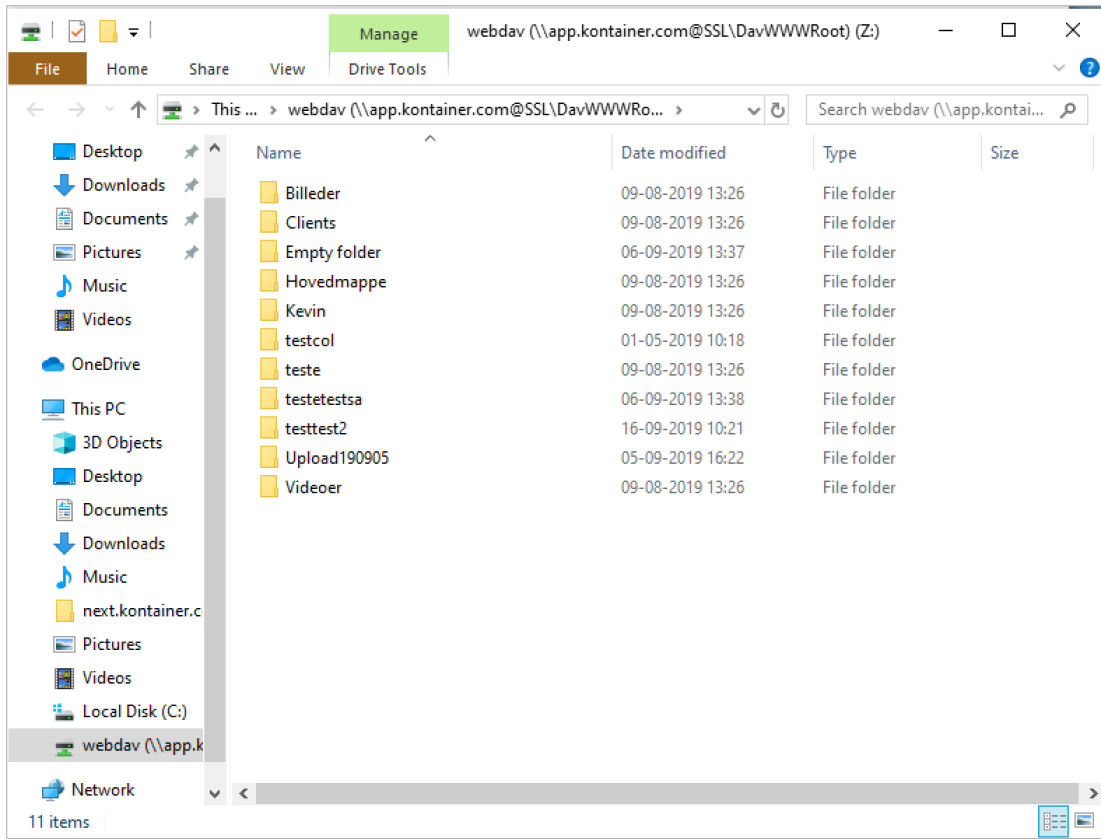 Manage webdav (\\app.kontainer.com@SSL\DavWWWRoot) (Z:)
File Home Share View Drive Tools
This ... webdav (\\app.kontainer.com@SSL\DavWWWRo... Search webdav (\\app.kontai...
Name Date modified Type Size
Desktop
Downloads
Documents
Pictures
Music
Videos
OneDrive
This PC
3D Objects
Desktop
Documents
Downloads
Music
next.kontainer.c
Pictures
Videos
Local Disk (C:)
webdav (\\app.k
Network
Billeder 09-08-2019 13:26 File folder
Clients 09-08-2019 13:26 File folder
Empty folder 06-09-2019 13:37 File folder
Hovedmappe 09-08-2019 13:26 File folder
Kevin 09-08-2019 13:26 File folder
testcol 01-05-2019 10:18 File folder
teste 09-08-2019 13:26 File folder
testetestsa 06-09-2019 13:38 File folder
testtest2 16-09-2019 10:21 File folder
Upload190905 05-09-2019 16:22 File folder
Videoer 09-08-2019 13:26 File folder
11 items